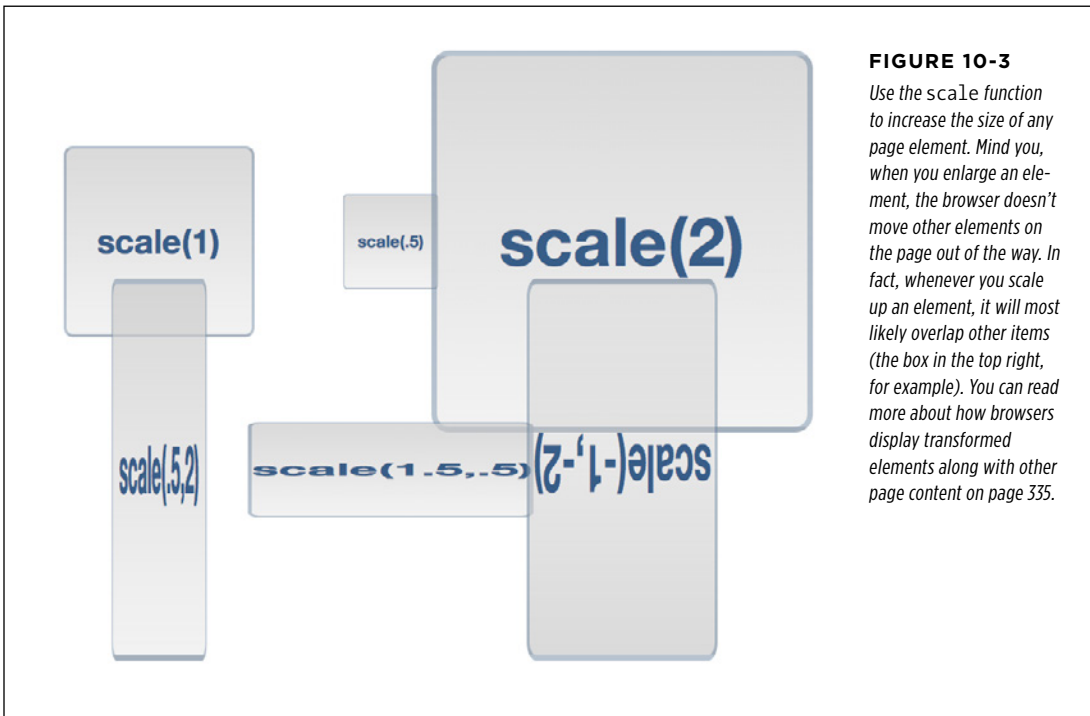 scale(1)
scale(.5)
scale(2)
scale(.5,2)
scale(1.5,.5)
scale(-1,-2)
FIGURE 10-3
Use the scale function
to increase the size of any
page element. Mind you,
when you enlarge an ele-
ment, the browser doesn’t
move other elements on
the page out of the way. In
fact, whenever you scale
up an element, it will most
likely overlap other items
(the box in the top right,
for example). You can read
more about how browsers
display transformed
elements along with other
page content on page 335.